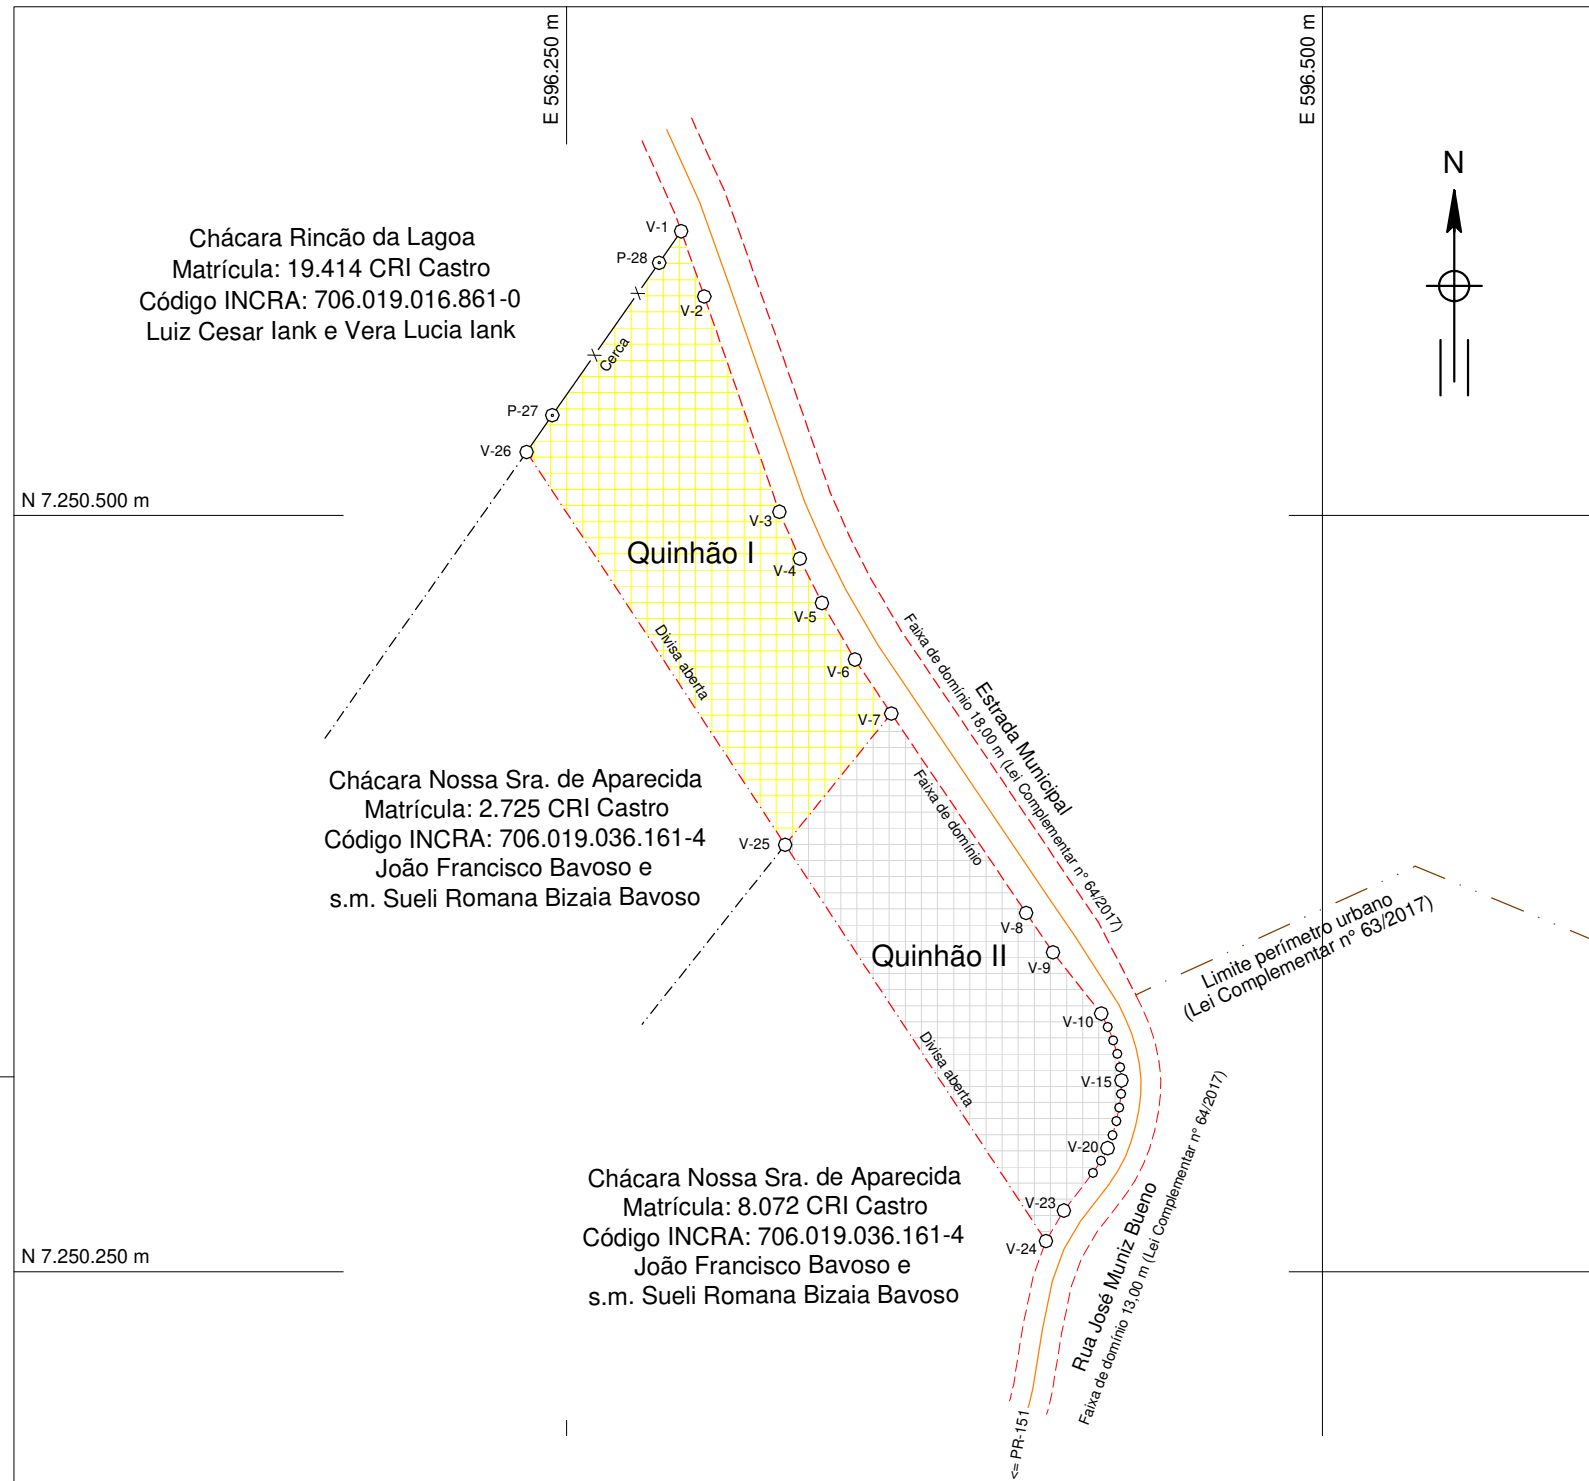 E 596.250 m
E 596.500 m
N
Chácara Rincão da Lagoa
Matrícula: 19.414 CRI Castro
Código INCRA: 706.019.016.861-0
Luiz Cesar Iank e Vera Lucia Iank
V-1
P-28
V-2
Cerca
P-27
V-26
N 7.250.500 m
V-3
Quinhão I
V-4
V-5
Divisa aberta
V-6
V-7
Faixa de domínio 18,00 m (Lei Complementar n° 64/2017)
Estrada Municipal
Faixa de domínio
Chácara Nossa Sra. de Aparecida
Matrícula: 2.725 CRI Castro
Código INCRA: 706.019.036.161-4
João Francisco Bavoso e
s.m. Sueli Romana Bizaia Bavoso
V-25
V-8
Quinhão II
V-9
Limite perímetro urbano
(Lei Complementar n° 63/2017)
V-10
Divisa aberta
V-15
V-20
Chácara Nossa Sra. de Aparecida
Matrícula: 8.072 CRI Castro
Código INCRA: 706.019.036.161-4
João Francisco Bavoso e
s.m. Sueli Romana Bizaia Bavoso
V-23
V-24
N 7.250.250 m
Rua José Muniz Bueno
Faixa de domínio 13,00 m (Lei Complementar n° 64/2017)
<= PR-151